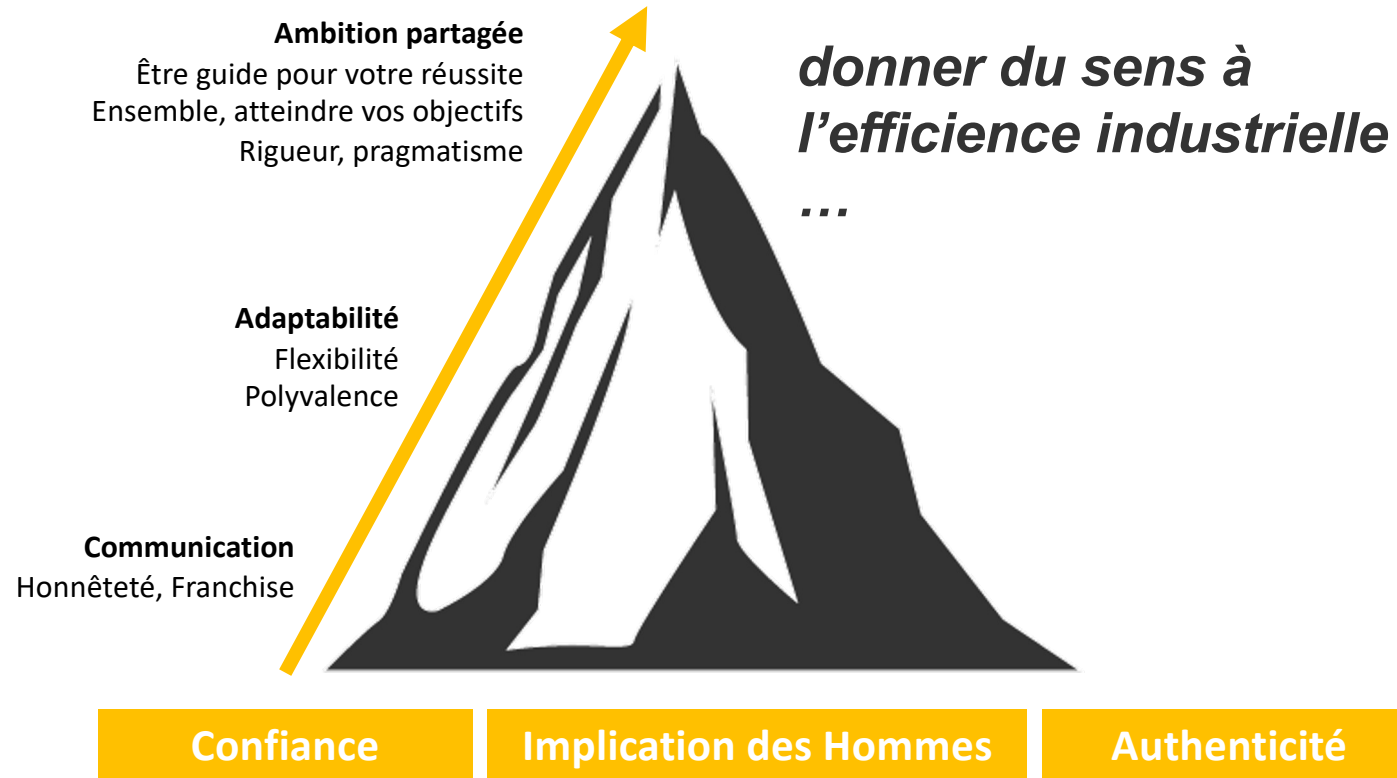 Ambition partagée
Être guide pour votre réussite
Ensemble, atteindre vos objectifs
Rigueur, pragmatisme
donner du sens à
l’efficience industrielle
…
Adaptabilité
Flexibilité
Polyvalence
Communication
Honnêteté, Franchise
Confiance
Implication des Hommes
Authenticité